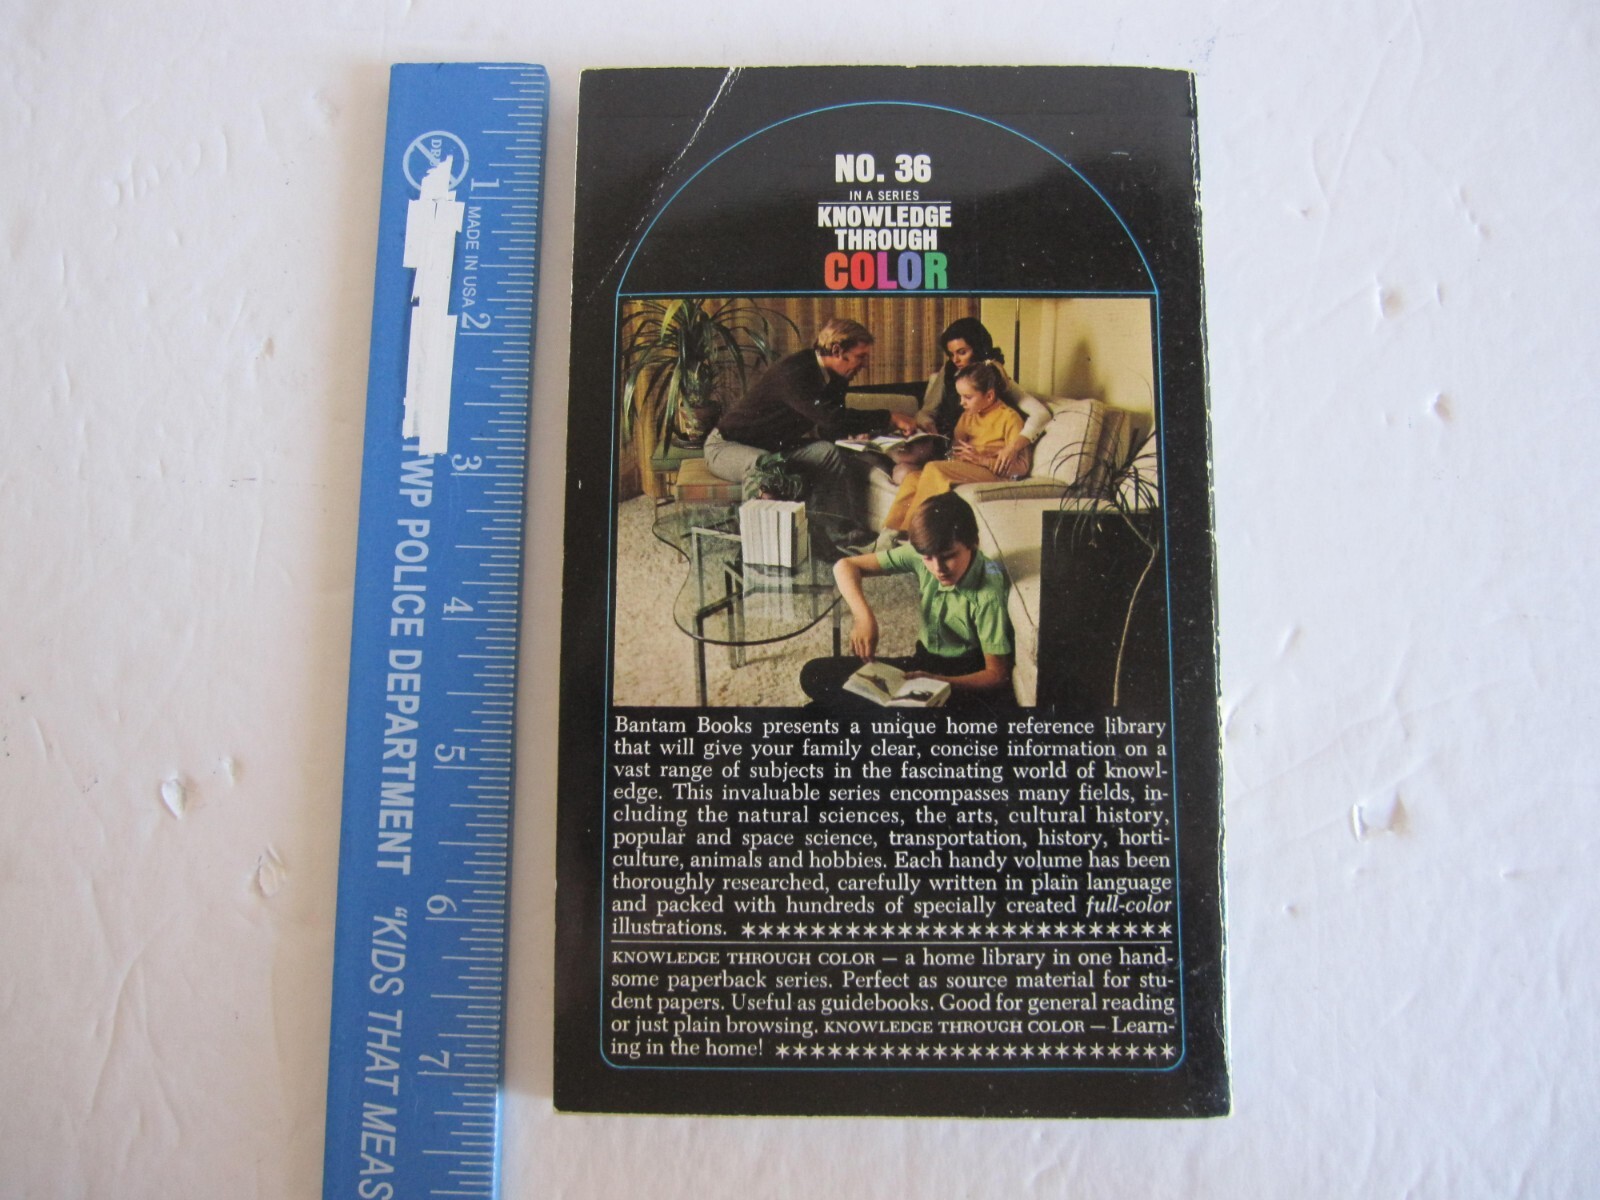 1
MADE IN USA
2
3
4
5
6
7
TWP POLICE DEPARTMENT "KIDS THAT MEAS
NO. 36
IN A SERIES
KNOWLEDGE
THROUGH
COLOR
Bantam Books presents a unique home reference library
that will give your family clear, concise information on a
vast range of subjects in the fascinating world of knowl-
edge. This invaluable series encompasses many fields, in-
cluding the natural sciences, the arts, cultural history,
popular and space science, transportation, history, horti-
culture, animals and hobbies. Each handy volume has been
thoroughly researched, carefully written in plain language
and packed with hundreds of specially created full-color
illustrations. *************************
KNOWLEDGE THROUGH COLOR — a home library in one hand-
some paperback series. Perfect as source material for stu-
dent papers. Useful as guidebooks. Good for general reading
or just plain browsing. KNOWLEDGE THROUGH COLOR — Learn-
ing in the home! ***********************